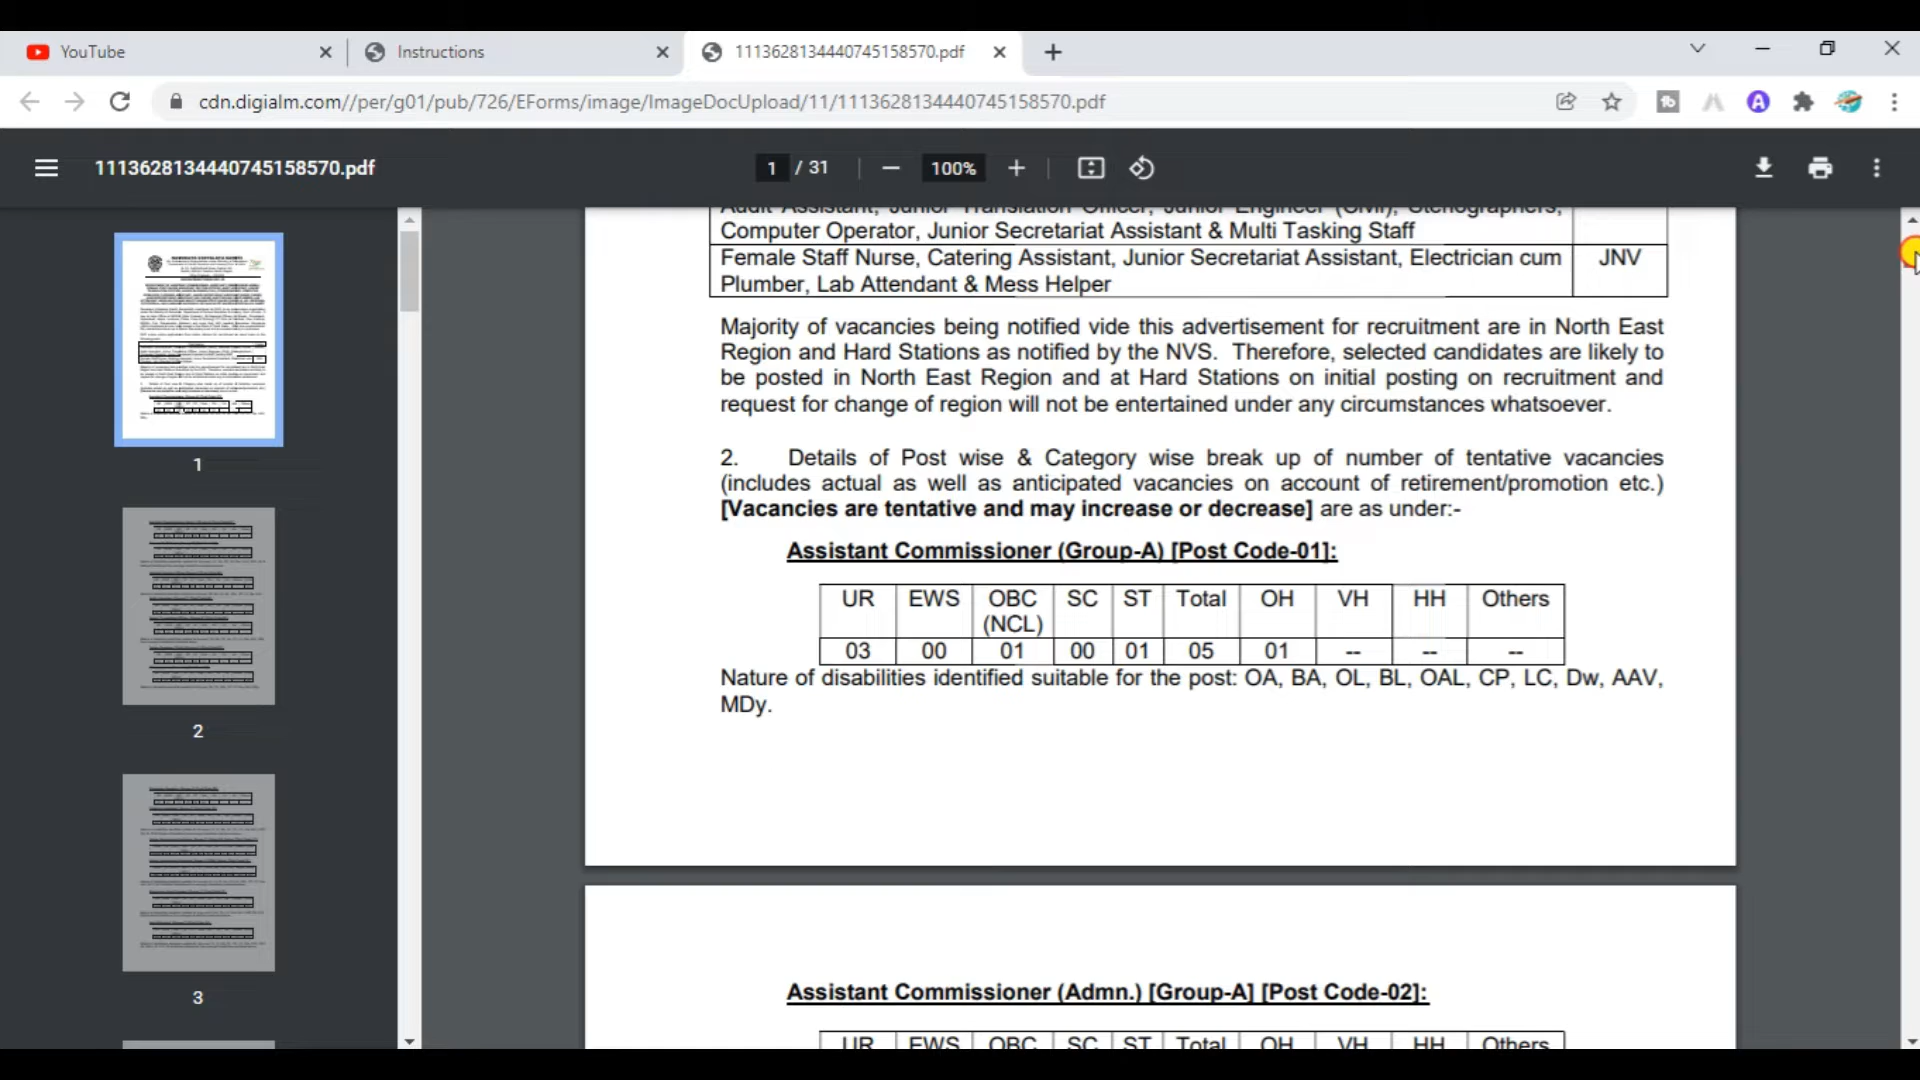 YouTube
Instructions
1113628134440745158570.pdf
cdn.digialm.com//per/g01/pub/726/EForms/image/ImageDocUpload/11/1113628134440745158570.pdf
1113628134440745158570.pdf
1 / 31
100%
Audit Assistant, Junior Translation Officer, Junior Engineer (Civil), Stenographers,
Computer Operator, Junior Secretariat Assistant & Multi Tasking Staff
Female Staff Nurse, Catering Assistant, Junior Secretariat Assistant, Electrician cum JNV
Plumber, Lab Attendant & Mess Helper
Majority of vacancies being notified vide this advertisement for recruitment are in North East
Region and Hard Stations as notified by the NVS. Therefore, selected candidates are likely to
be posted in North East Region and at Hard Stations on initial posting on recruitment and
request for change of region will not be entertained under any circumstances whatsoever.
2. Details of Post wise & Category wise break up of number of tentative vacancies
(includes actual as well as anticipated vacancies on account of retirement/promotion etc.)
[Vacancies are tentative and may increase or decrease] are as under:-
Assistant Commissioner (Group-A) [Post Code-01]:
UR EWS OBC SC ST Total OH VH HH Others
(NCL)
03 00 01 00 01 05 01 -- -- --
Nature of disabilities identified suitable for the post: OA, BA, OL, BL, OAL, CP, LC, Dw, AAV,
MDy.
Assistant Commissioner (Admn.) [Group-A] [Post Code-02]:
UR EWS OBC SC ST Total OH VH HH Others
1
2
3